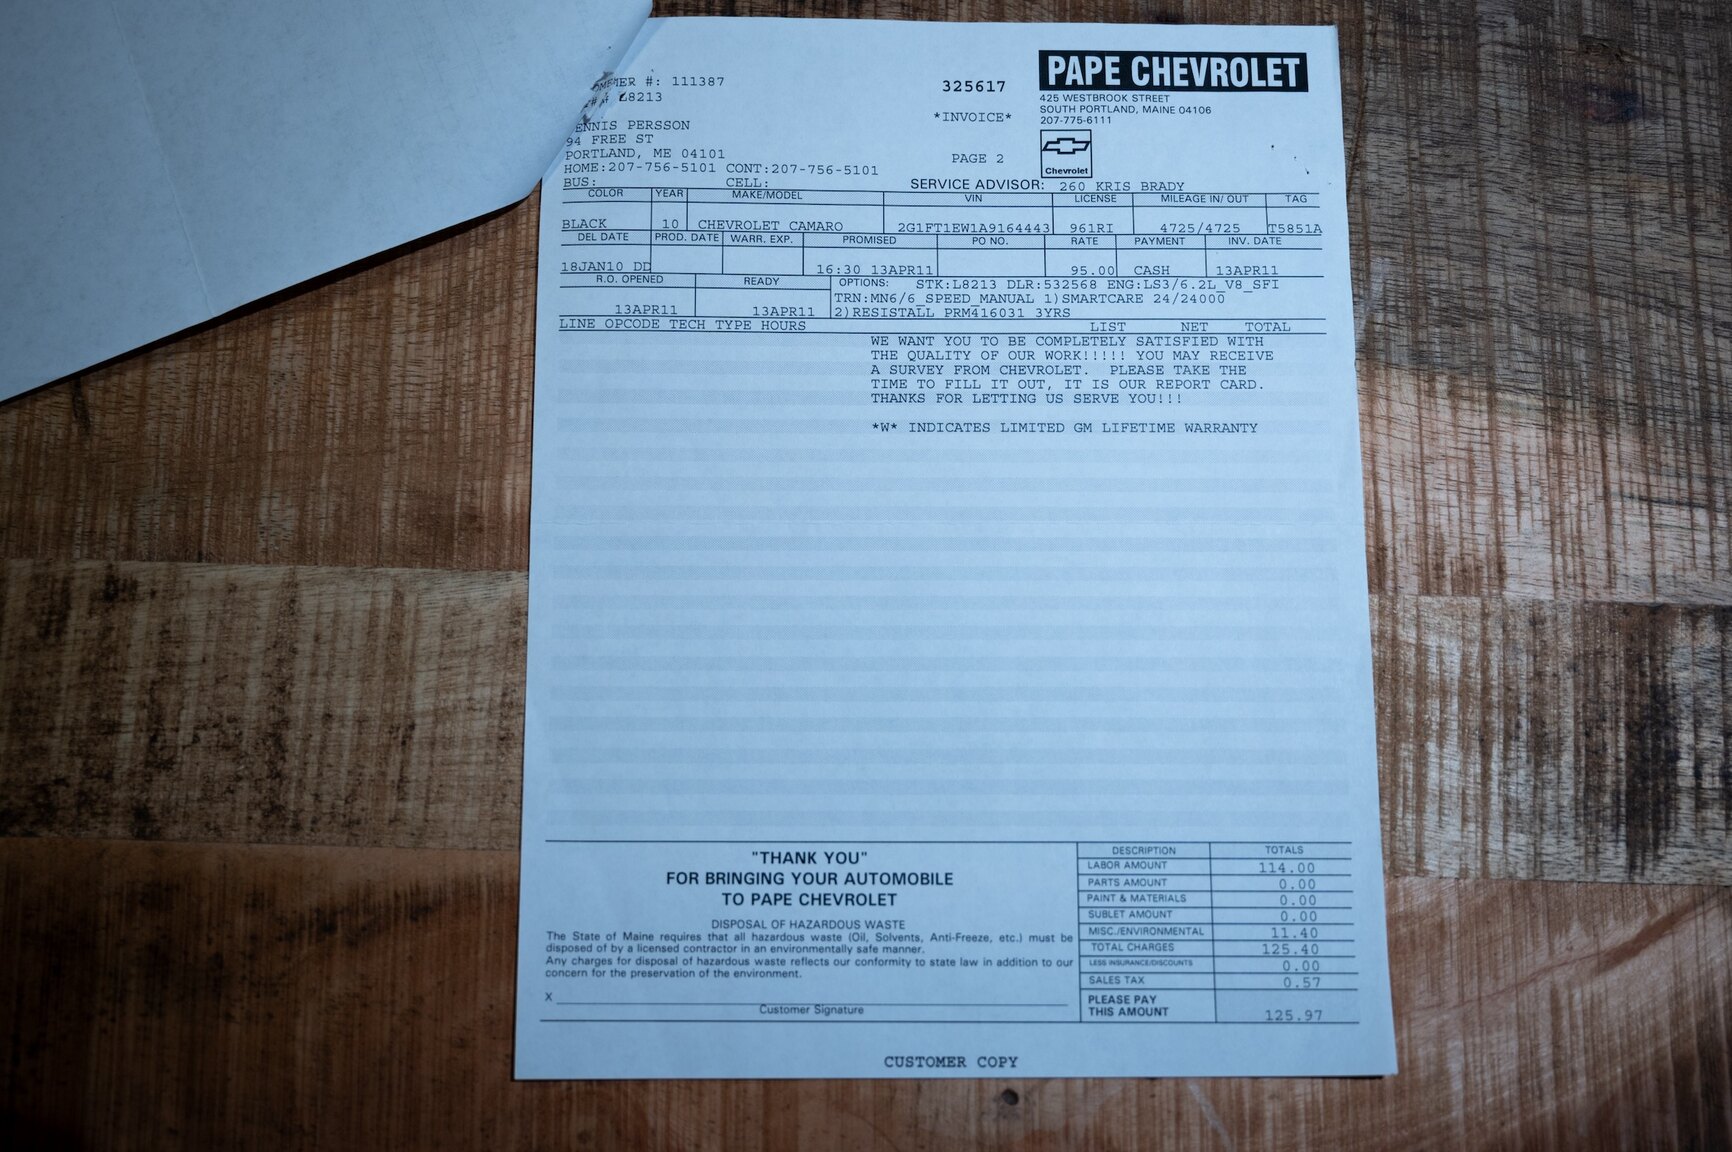 MER #: 111387
325617
PAPE CHEVROLET
425 WESTBROOK STREET
SOUTH PORTLAND, MAINE 04106
207-775-6111
L8213
*INVOICE*
ENNIS PERSSON
94 FREE ST
PORTLAND, ME 04101
PAGE 2
HOME:207-756-5101 CONT:207-756-5101
Chevrolet
BUS: CELL:
SERVICE ADVISOR: 260 KRIS BRADY
COLOR YEAR MAKE/MODEL VIN LICENSE MILEAGE IN/ OUT TAG
BLACK 10 CHEVROLET CAMARO 2G1FT1EW1A9164443 961RI 4725/4725 T5851A
DEL DATE PROD. DATE WARR. EXP. PROMISED PO NO. RATE PAYMENT INV. DATE
18JAN10 DD 16:30 13APR11 95.00 CASH 13APR11
R.O. OPENED READY OPTIONS: STK:L8213 DLR:532568 ENG:LS3/6.2L_V8_SFI
TRN:MN6/6_SPEED_MANUAL 1)SMARTCARE 24/24000
13APR11 13APR11 2)RESISTALL PRM416031 3YRS
LINE OPCODE TECH TYPE HOURS LIST NET TOTAL
WE WANT YOU TO BE COMPLETELY SATISFIED WITH
THE QUALITY OF OUR WORK!!!!! YOU MAY RECEIVE
A SURVEY FROM CHEVROLET. PLEASE TAKE THE
TIME TO FILL IT OUT, IT IS OUR REPORT CARD.
THANKS FOR LETTING US SERVE YOU!!!
*W* INDICATES LIMITED GM LIFETIME WARRANTY
"THANK YOU"
FOR BRINGING YOUR AUTOMOBILE
TO PAPE CHEVROLET
DISPOSAL OF HAZARDOUS WASTE
The State of Maine requires that all hazardous waste (Oil, Solvents, Anti-Freeze, etc.) must be
disposed of by a licensed contractor in an environmentally safe manner.
Any charges for disposal of hazardous waste reflects our conformity to state law in addition to our
concern for the preservation of the environment.
X
Customer Signature
DESCRIPTION TOTALS
LABOR AMOUNT 114.00
PARTS AMOUNT 0.00
PAINT & MATERIALS 0.00
SUBLET AMOUNT 0.00
MISC./ENVIRONMENTAL 11.40
TOTAL CHARGES 125.40
LESS INSURANCE/DISCOUNTS 0.00
SALES TAX 0.57
PLEASE PAY
THIS AMOUNT 125.97
CUSTOMER COPY